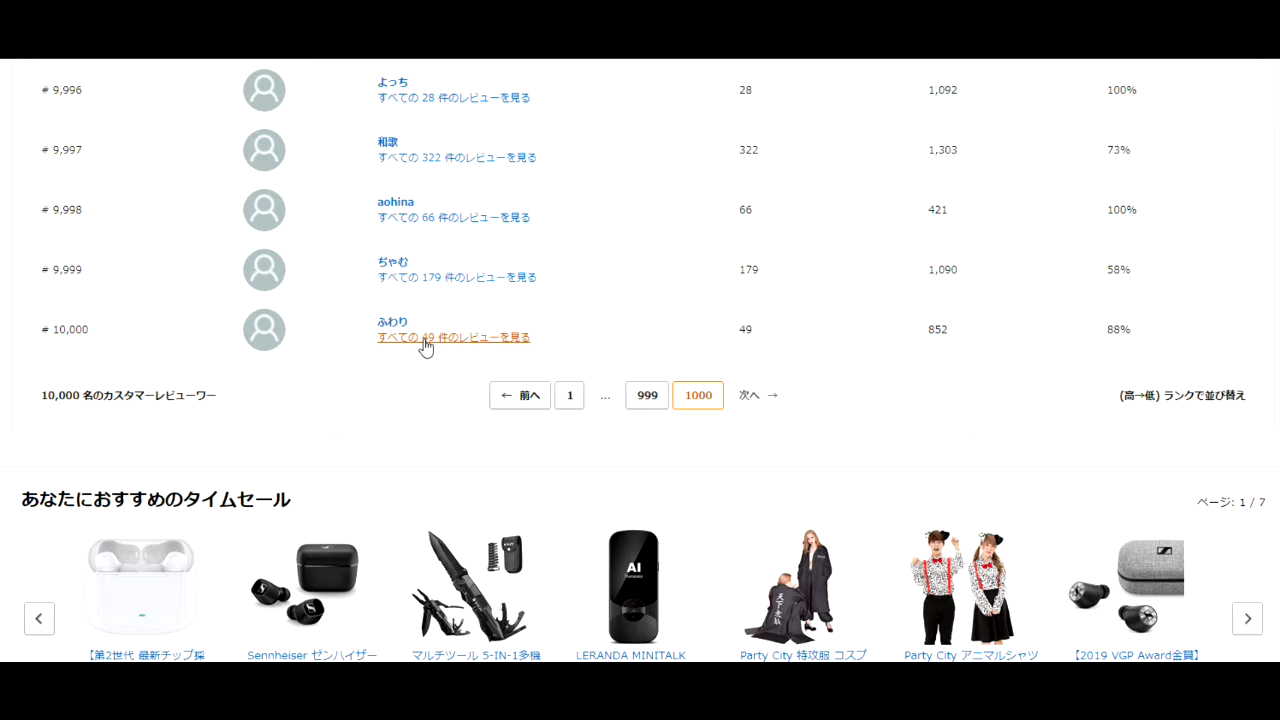 # 9,996 よっち 28 1,092 100%
すべての 28 件のレビューを見る
# 9,997 和歌 322 1,303 73%
すべての 322 件のレビューを見る
# 9,998 aohina 66 421 100%
すべての 66 件のレビューを見る
# 9,999 ぢゃむ 179 1,090 58%
すべての 179 件のレビューを見る
# 10,000 ふわり 49 852 88%
すべての 49 件のレビューを見る
10,000 名のカスタマーレビューワー ← 前へ 1 ... 999 1000 次へ → (高→低) ランクで並び替え
あなたにおすすめのタイムセール ページ: 1 / 7
AI
Translator
天下無敵
【第2世代 最新チップ採 Sennheiser ゼンハイザー マルチツール 5-IN-1多機 LERANDA MINITALK Party City 特攻服 コスプ Party City アニマルシャツ 【2019 VGP Award金賞】